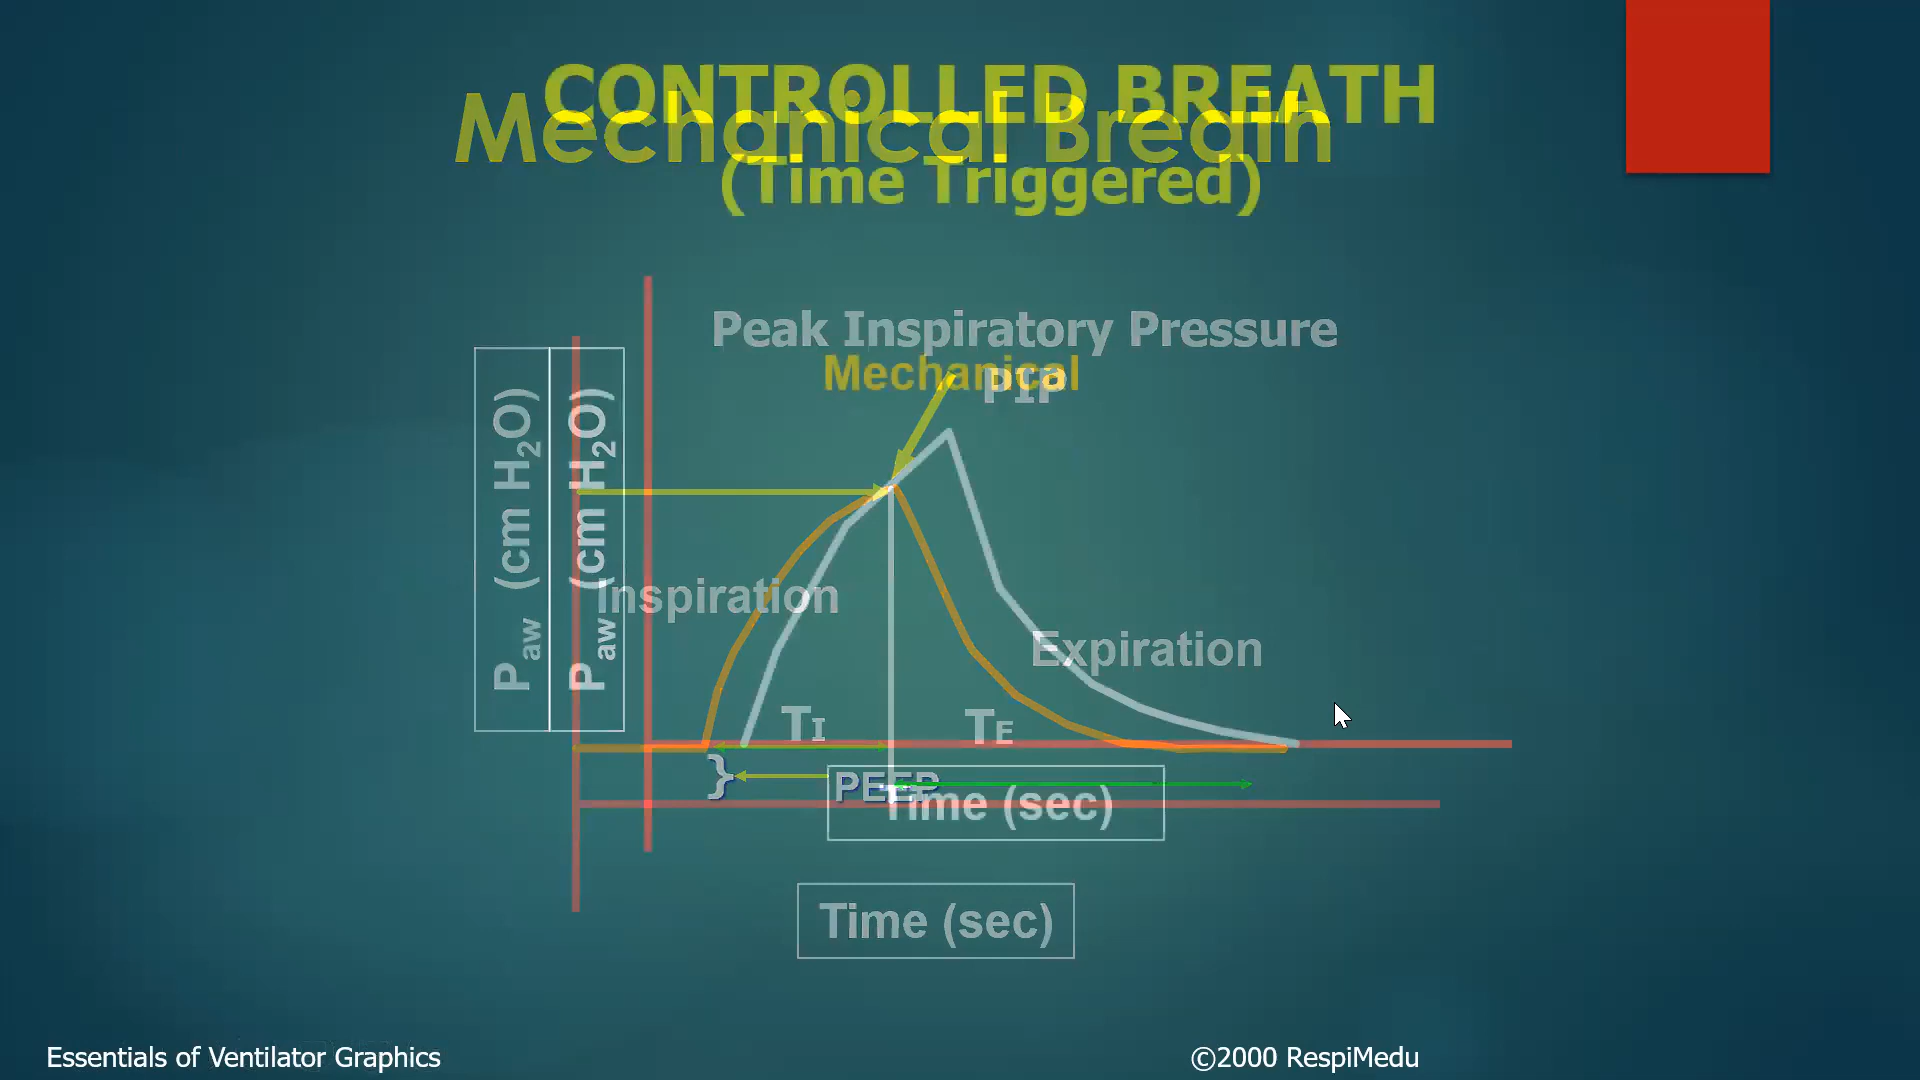 CONTROLLED BREATH
Mechanical Breath
(Time Triggered)
Peak Inspiratory Pressure
Mechanical
PIP
Paw (cm H2O)
Paw (cm H2O)
Inspiration
Expiration
TI
TE
} PEEP
Time (sec)
Time (sec)
Essentials of Ventilator Graphics
©2000 RespiMedu